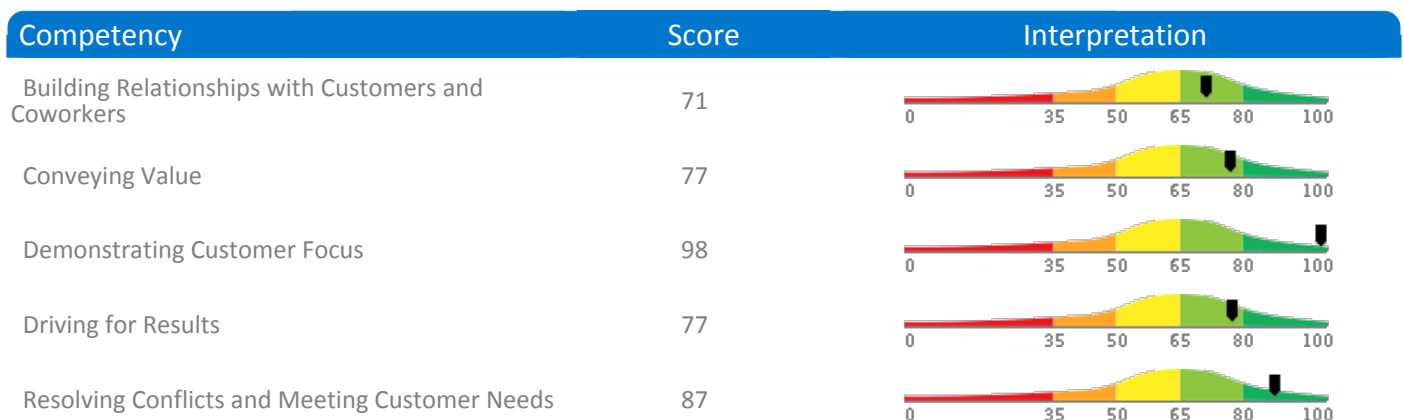 Competency Score Interpretation
Building Relationships with Customers and
Coworkers 71
0 35 50 65 80 100
Conveying Value 77
0 35 50 65 80 100
Demonstrating Customer Focus 98
0 35 50 65 80 100
Driving for Results 77
0 35 50 65 80 100
Resolving Conflicts and Meeting Customer Needs 87
0 35 50 65 80 100